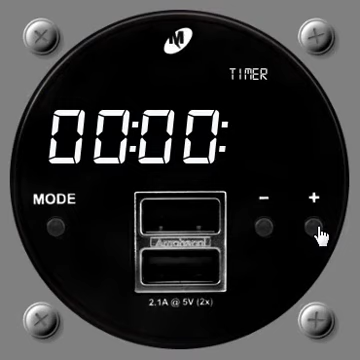 M
TIMER
00:00:
MODE
- +
2.1A @ 5V (2x)